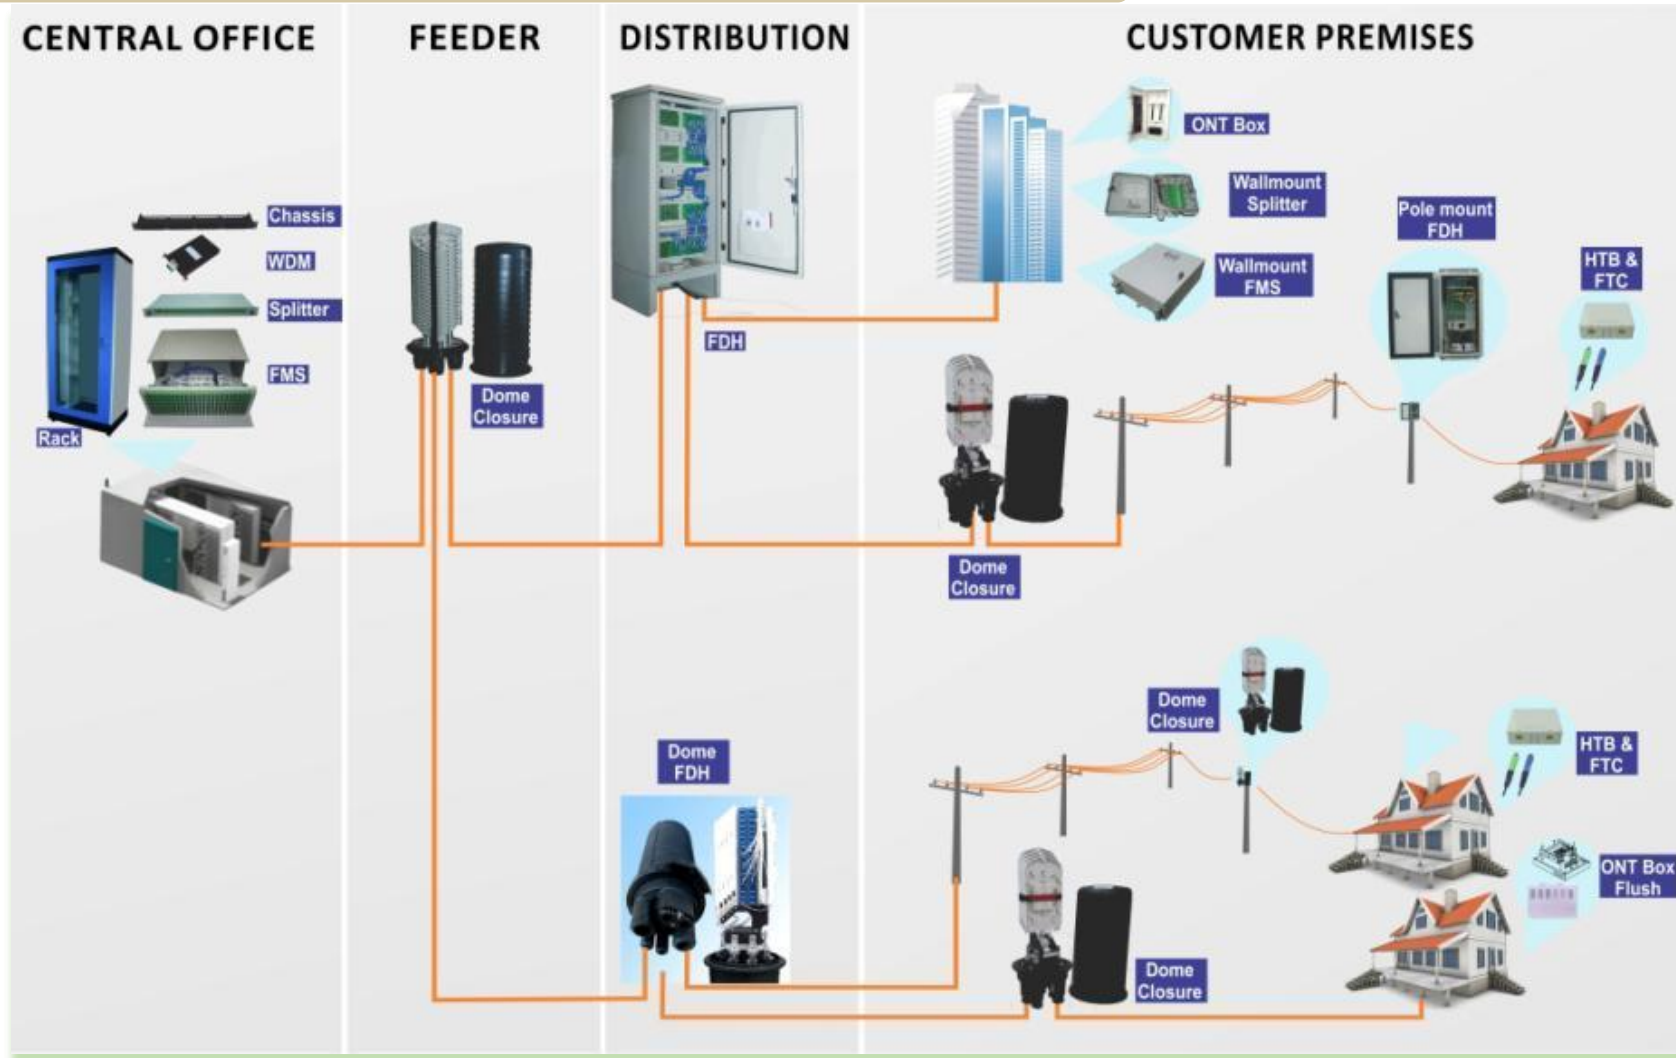 CENTRAL OFFICE
FEEDER
DISTRIBUTION
CUSTOMER PREMISES
ONT Box
Wallmount
Splitter
Wallmount
FMS
Pole mount
FDH
HTB &
FTC
Chassis
WDM
Splitter
FMS
Rack
Dome
Closure
FDH
Dome
Closure
Dome
Closure
HTB &
FTC
Dome
FDH
ONT Box
Flush
Dome
Closure